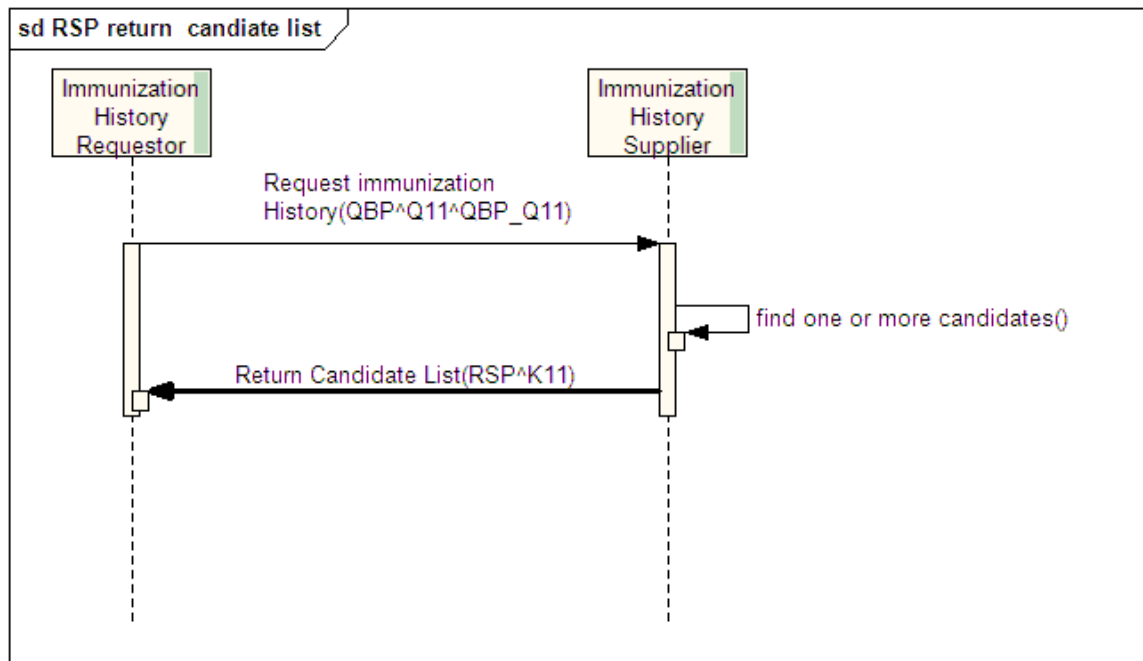 sd RSP return  candiate list
Immunization
History
Requestor
Immunization
History
Supplier
Request immunization
History(QBP^Q11^QBP_Q11)
find one or more candidates()
Return Candidate List(RSP^K11)